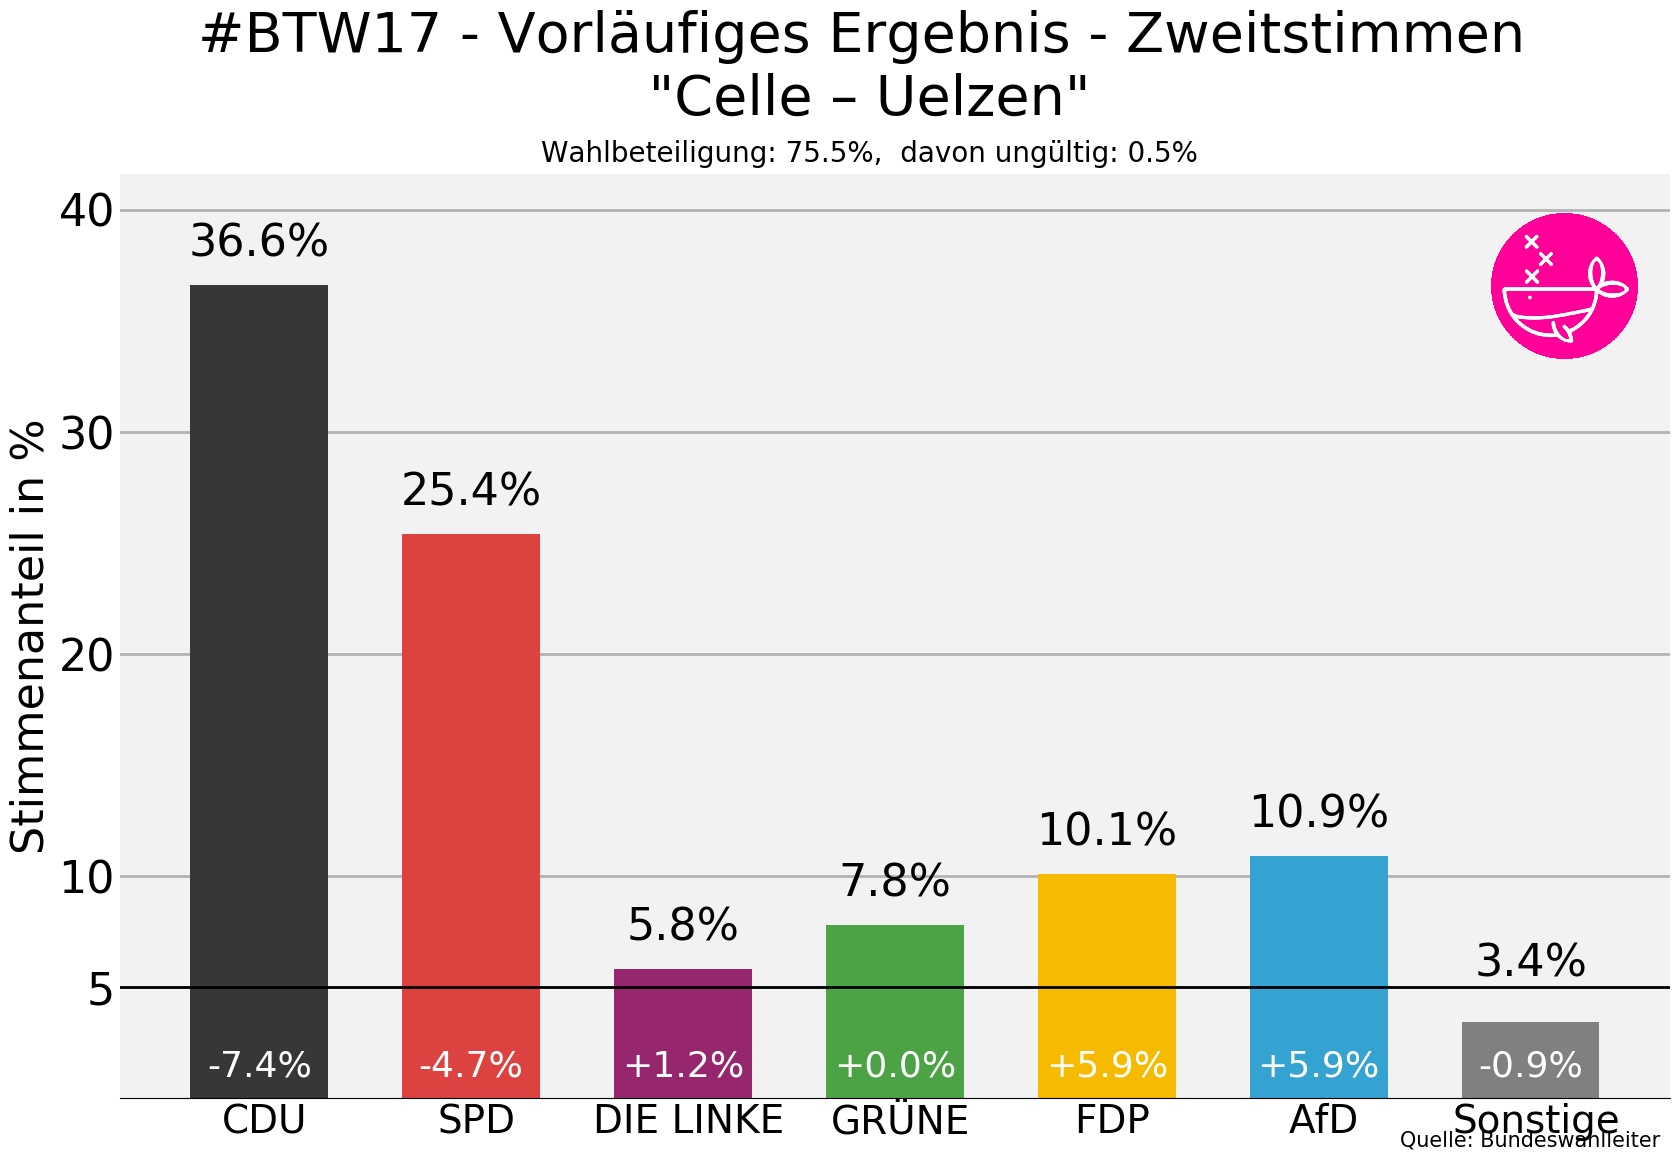 #BTW17 - Vorläufiges Ergebnis - Zweitstimmen
"Celle – Uelzen"
Wahlbeteiligung: 75.5%,  davon ungültig: 0.5%
Stimmenanteil in %
40
30
20
10
5
36.6%
25.4%
5.8%
7.8%
10.1%
10.9%
3.4%
-7.4%
-4.7%
+1.2%
+0.0%
+5.9%
+5.9%
-0.9%
CDU
SPD
DIE LINKE
GRÜNE
FDP
AfD
Sonstige
Quelle: Bundeswahlleiter